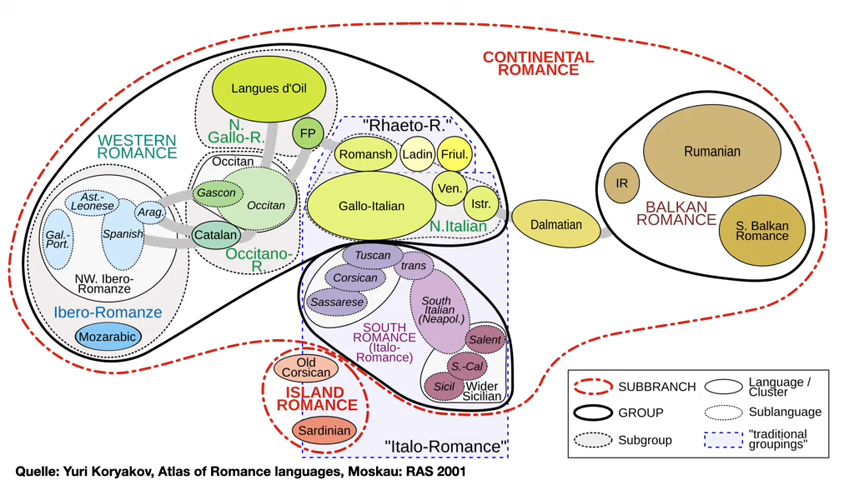 CONTINENTAL
ROMANCE
Langues d'Oil
"Rhaeto-R."
WESTERN
ROMANCE
N.
Gallo-R.
FP
Occitan
Romansh
Ladin
Friul.
Rumanian
Ast.-
Leonese
Gascon
Occitan
Ven.
IR
Arag.
Gallo-Italian
Istr.
BALKAN
ROMANCE
Gal.-
Port.
Spanish
Catalan
N.Italian
Dalmatian
S. Balkan
Romance
Occitano-
R.
NW. Ibero-
Romanze
Tuscan
trans
Corsican
Ibero-Romanze
Sassarese
South
Italian
(Neapol.)
Mozarabic
SOUTH
ROMANCE
(Italo-
Romance)
Salent
Old
Corsican
S.-Cal
Sicil
Wider
Sicilian
ISLAND
ROMANCE
Sardinian
"Italo-Romance"
SUBBRANCH
Language /
Cluster
GROUP
Sublanguage
Subgroup
"traditional
groupings"
Quelle: Yuri Koryakov, Atlas of Romance languages, Moskau: RAS 2001